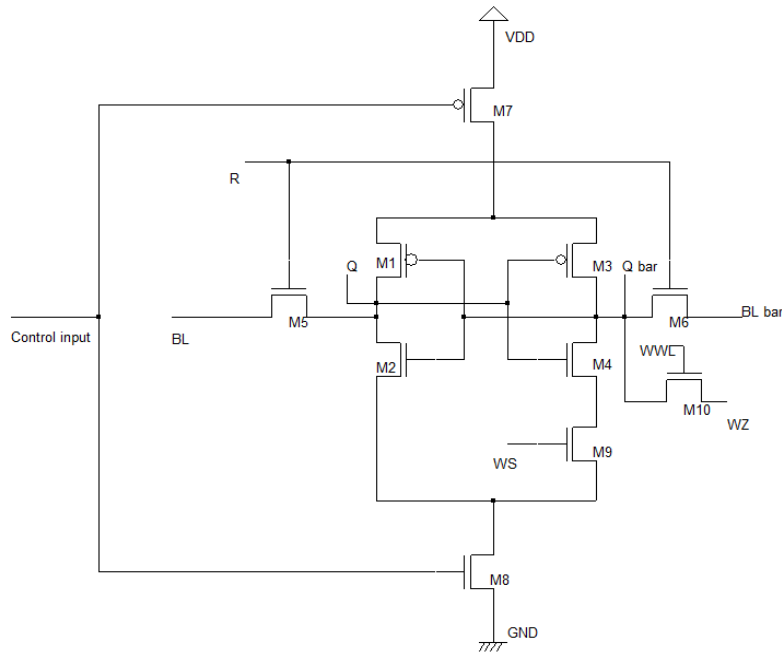 VDD
M7
R
M1
Q
M3
Q bar
M5
M6
Control input
BL
BL bar
M2
M4
WWL
M10
WZ
M9
WS
M8
GND